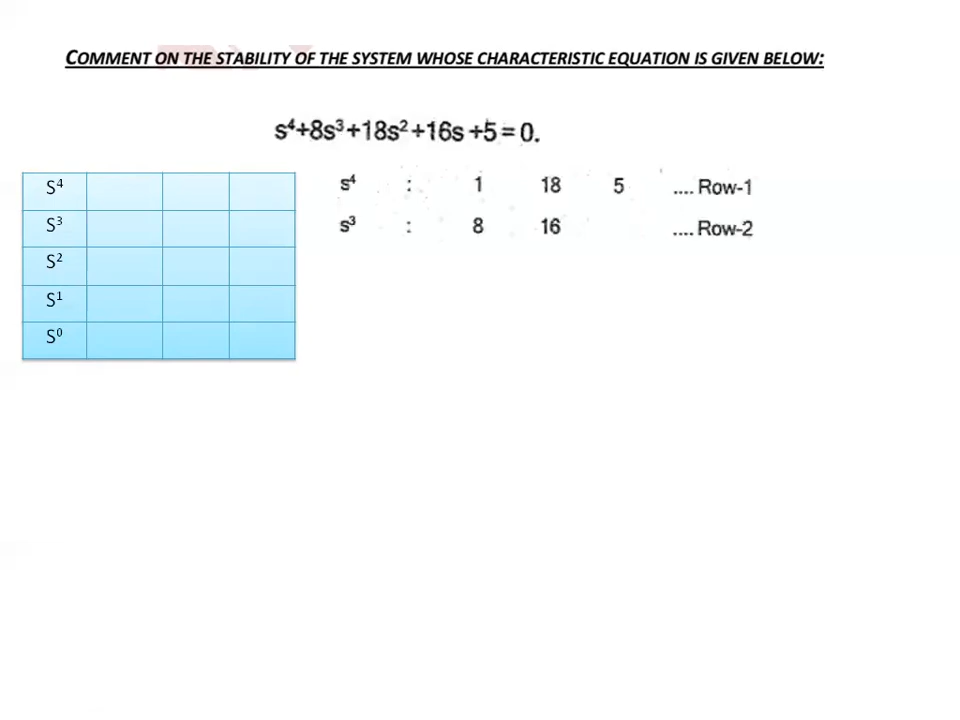 COMMENT ON THE STABILITY OF THE SYSTEM WHOSE CHARACTERISTIC EQUATION IS GIVEN BELOW:
s⁴+8s³+18s²+16s+5=0.
S⁴
S³
S²
S¹
S⁰
s⁴ : 1 18 5 .... Row-1
s³ : 8 16 .... Row-2